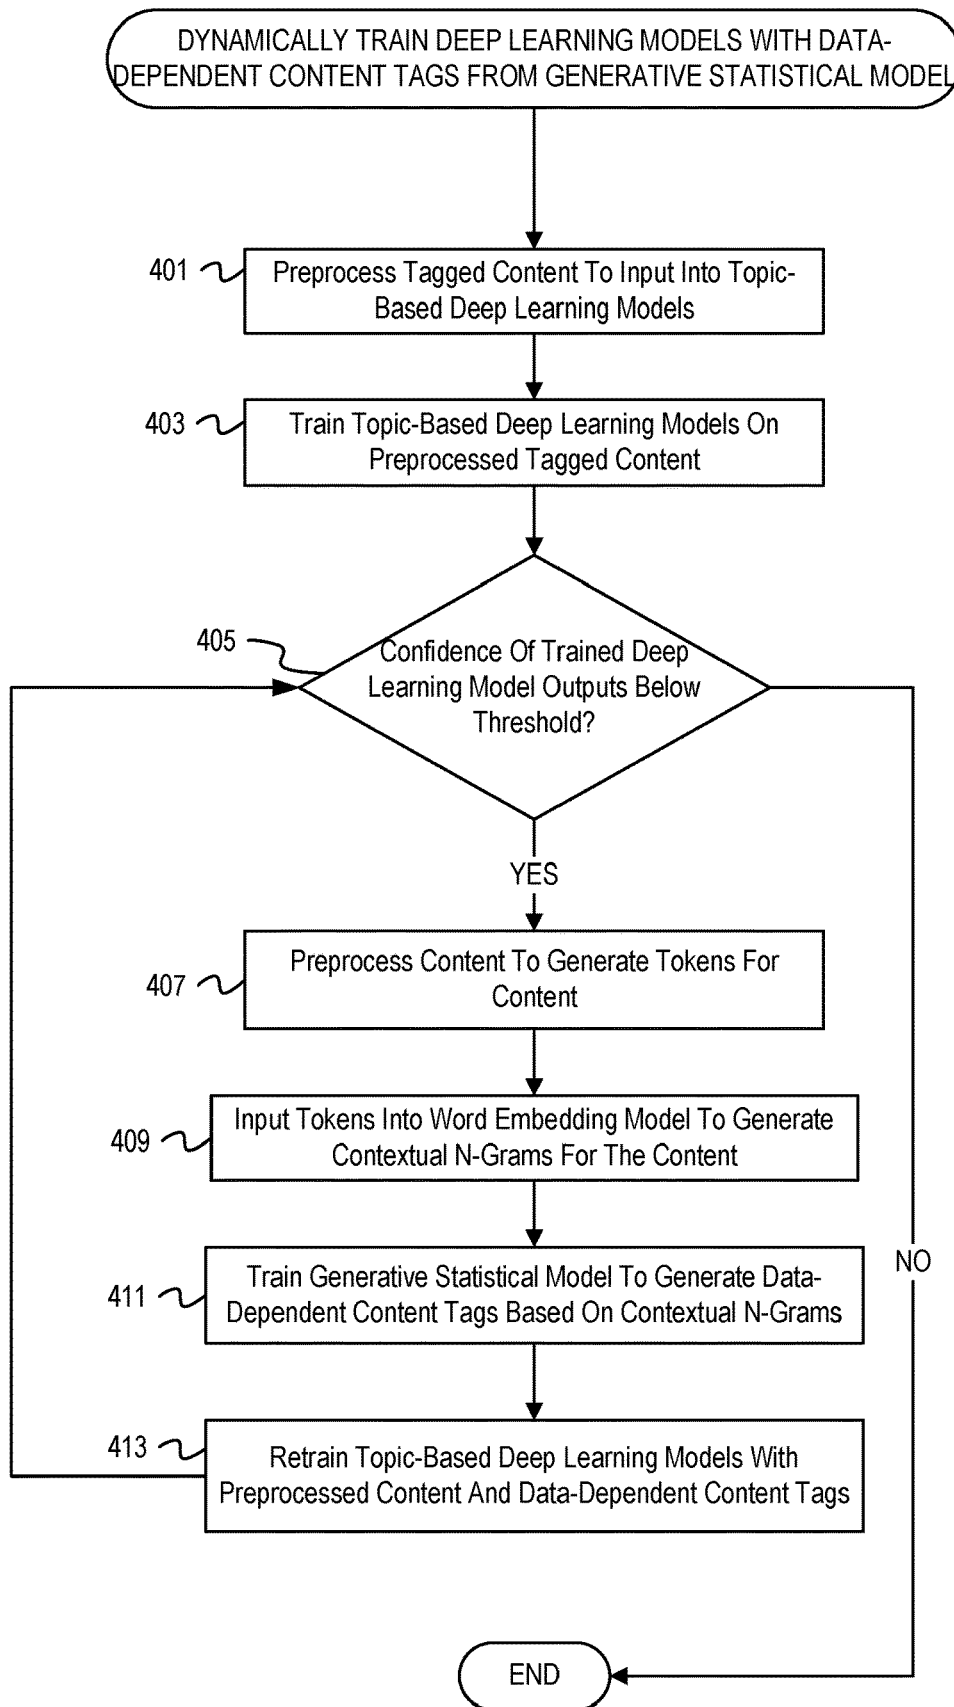 DYNAMICALLY TRAIN DEEP LEARNING MODELS WITH DATA-
DEPENDENT CONTENT TAGS FROM GENERATIVE STATISTICAL MODEL
401
Preprocess Tagged Content To Input Into Topic-
Based Deep Learning Models
403
Train Topic-Based Deep Learning Models On
Preprocessed Tagged Content
405
Confidence Of Trained Deep
Learning Model Outputs Below
Threshold?
YES
407
Preprocess Content To Generate Tokens For
Content
409
Input Tokens Into Word Embedding Model To Generate
Contextual N-Grams For The Content
NO
411
Train Generative Statistical Model To Generate Data-
Dependent Content Tags Based On Contextual N-Grams
413
Retrain Topic-Based Deep Learning Models With
Preprocessed Content And Data-Dependent Content Tags
END